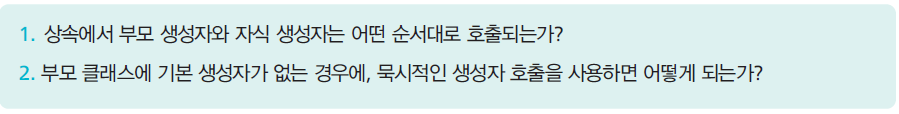 1. 상속에서 부모 생성자와 자식 생성자는 어떤 순서대로 호출되는가?
2. 부모 클래스에 기본 생성자가 없는 경우에, 묵시적인 생성자 호출을 사용하면 어떻게 되는가?